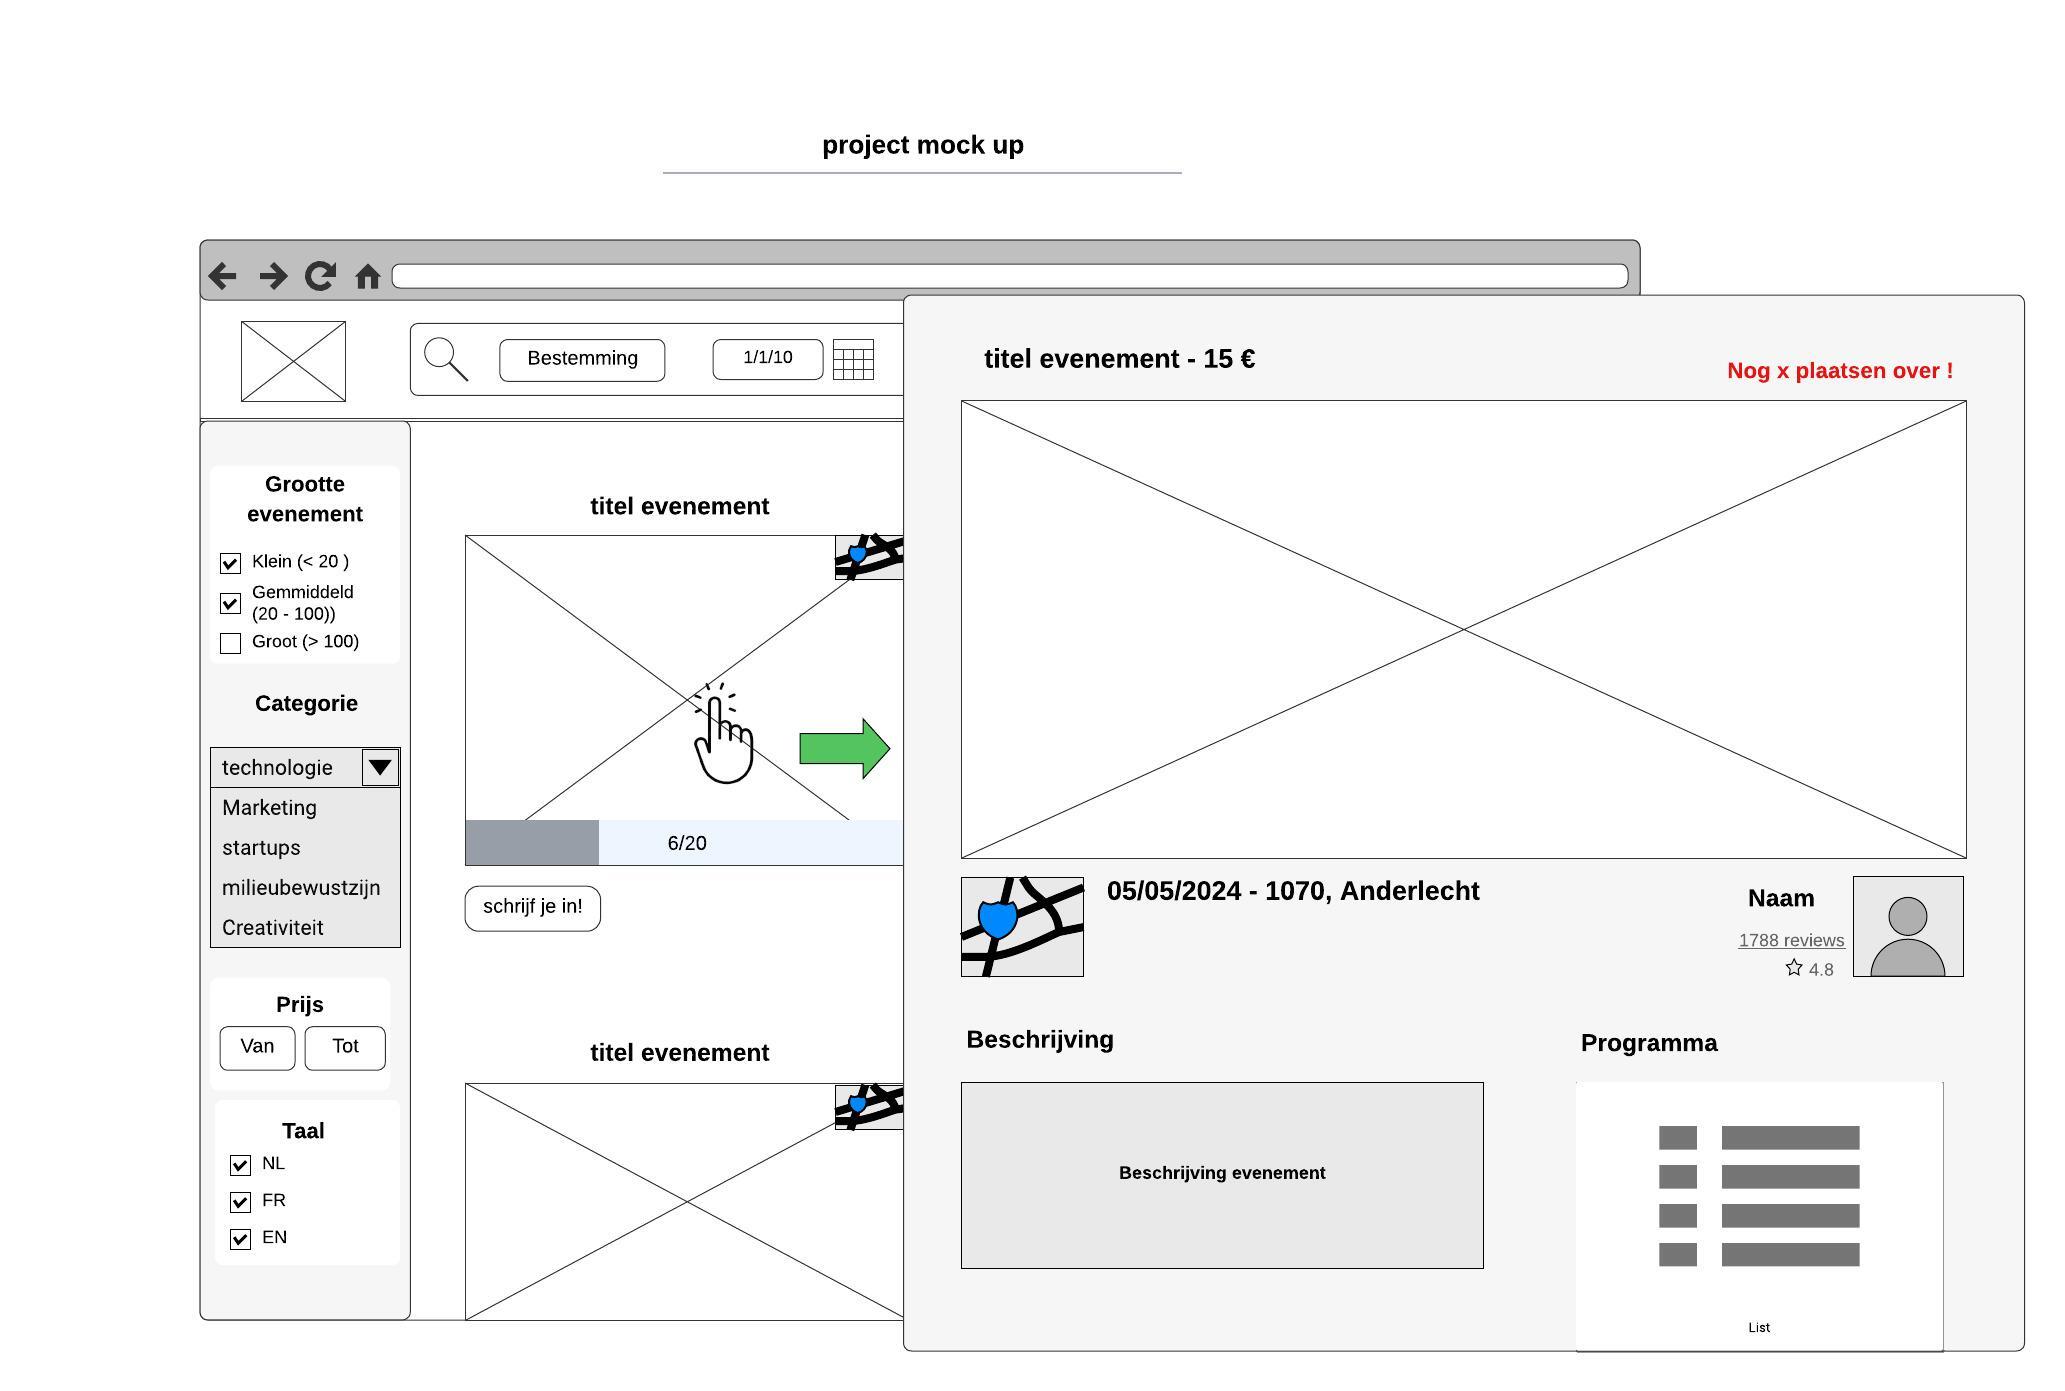 project mock up
Bestemming
1/1/10
Grootte
evenement
Klein (< 20 )
Gemmiddeld
(20 - 100))
Groot (> 100)
Categorie
technologie
Marketing
startups
milieubewustzijn
Creativiteit
Prijs
Van
Tot
Taal
NL
FR
EN
titel evenement
6/20
schrijf je in!
titel evenement
titel evenement - 15 €
Nog x plaatsen over !
05/05/2024 - 1070, Anderlecht
Naam
1788 reviews
4.8
Beschrijving
Beschrijving evenement
Programma
List